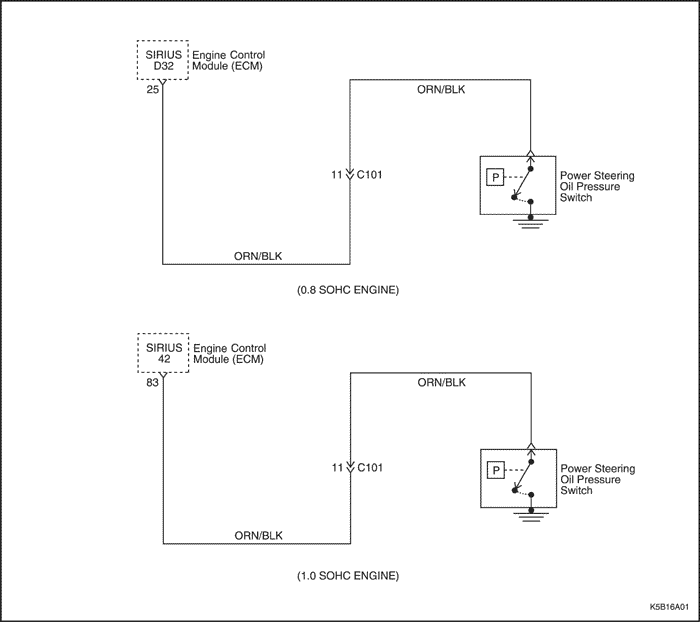 SIRIUS
D32
Engine Control
Module (ECM)
25
ORN/BLK
11 C101
P
Power Steering
Oil Pressure
Switch
ORN/BLK
(0.8 SOHC ENGINE)
SIRIUS
42
Engine Control
Module (ECM)
83
ORN/BLK
11 C101
P
Power Steering
Oil Pressure
Switch
ORN/BLK
(1.0 SOHC ENGINE)
K5B16A01